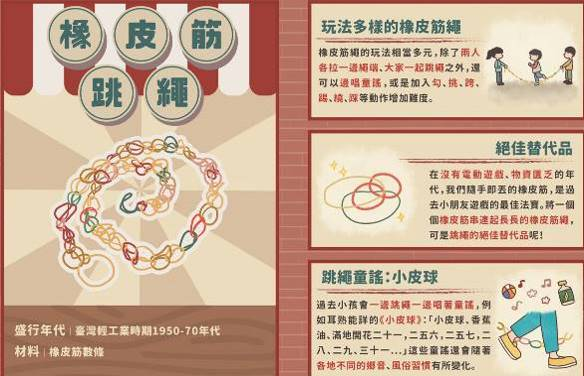 橡皮筋
跳繩
盛行年代｜臺灣輕工業時期1950-70年代
材料｜橡皮筋數條
玩法多樣的橡皮筋繩
橡皮筋繩的玩法相當多元，除了兩人
各拉一邊繩端、大家一起跳繩之外，還
可以邊唱童謠，或是加入勾、挑、跨、
踢、繞、踩等動作增加難度。
絕佳替代品
在沒有電動遊戲、物資匱乏的年
代，我們隨手即丟的橡皮筋，是過
去小朋友遊戲的最佳法寶。將一個
個橡皮筋串連起長長的橡皮筋繩，
可是跳繩的絕佳替代品呢！
跳繩童謠：小皮球
過去小孩會一邊跳繩一邊唱著童謠，例
如耳熟能詳的《小皮球》：「小皮球、香蕉
油、滿地開花二十一，二五六，二五七，二
八、二九、三十一...」這些童謠還會隨著
各地不同的鄉音、風俗習慣有所變化。